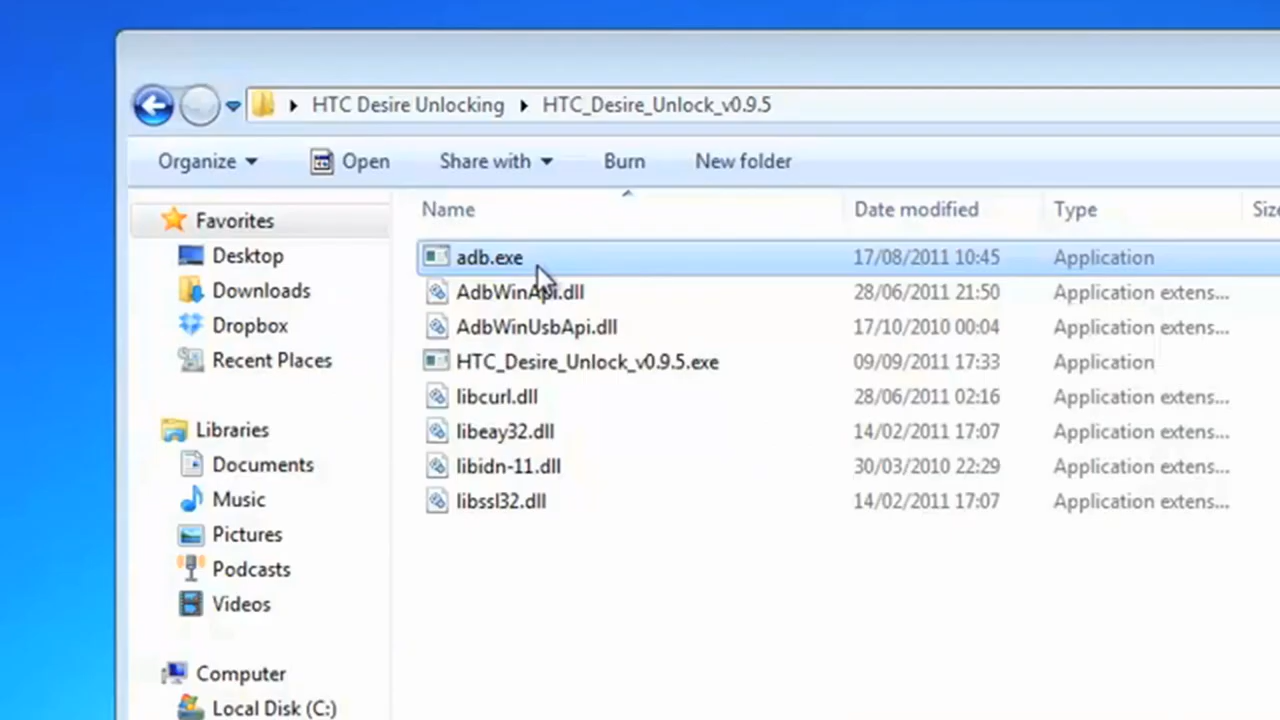 HTC Desire Unlocking HTC_Desire_Unlock_v0.9.5
Organize Open Share with Burn New folder
Name Date modified Type Size
Favorites
Desktop
Downloads
Dropbox
Recent Places
Libraries
Documents
Music
Pictures
Podcasts
Videos
Computer
Local Disk (C:)
adb.exe 17/08/2011 10:45 Application
AdbWinApi.dll 28/06/2011 21:50 Application extens...
AdbWinUsbApi.dll 17/10/2010 00:04 Application extens...
HTC_Desire_Unlock_v0.9.5.exe 09/09/2011 17:33 Application
libcurl.dll 28/06/2011 02:16 Application extens...
libeay32.dll 14/02/2011 17:07 Application extens...
libidn-11.dll 30/03/2010 22:29 Application extens...
libssl32.dll 14/02/2011 17:07 Application extens...